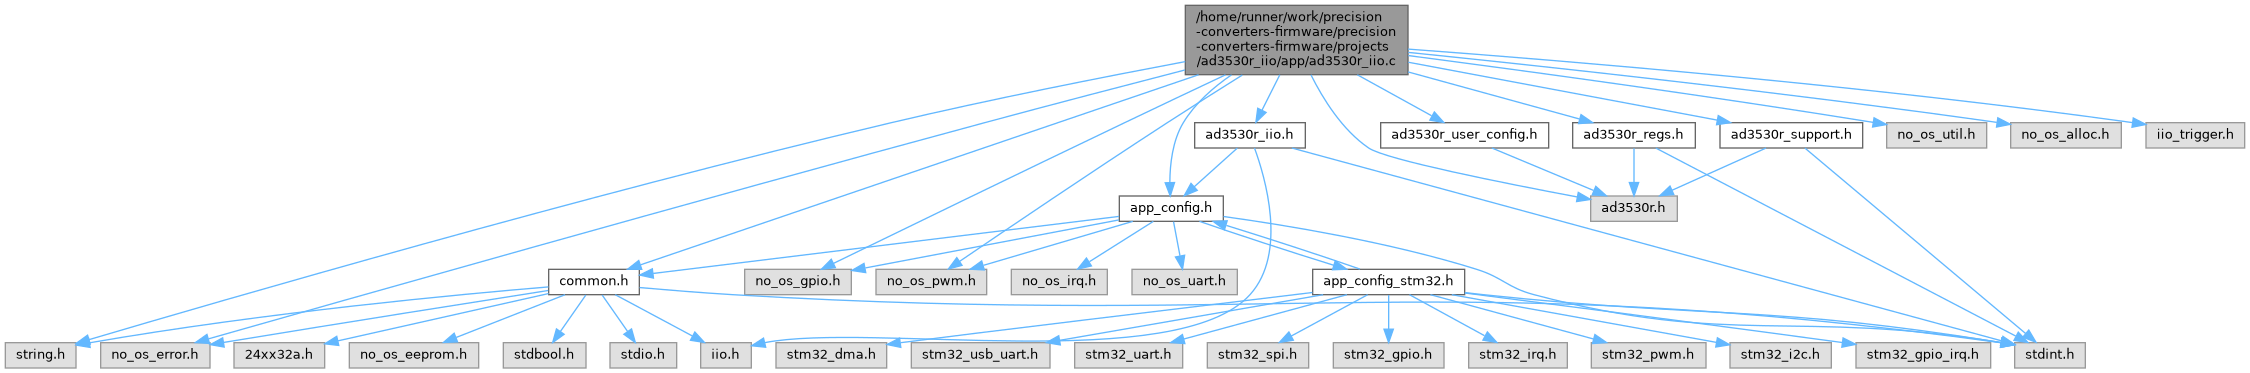 /home/runner/work/precision
-converters-firmware/precision
-converters-firmware/projects
/ad3530r_iio/app/ad3530r_iio.c
ad3530r_iio.h
ad3530r_user_config.h
ad3530r_regs.h
ad3530r_support.h
no_os_util.h
no_os_alloc.h
iio_trigger.h
app_config.h
ad3530r.h
common.h
no_os_gpio.h
no_os_pwm.h
no_os_irq.h
no_os_uart.h
app_config_stm32.h
string.h
no_os_error.h
24xx32a.h
no_os_eeprom.h
stdbool.h
stdio.h
iio.h
stm32_dma.h
stm32_usb_uart.h
stm32_uart.h
stm32_spi.h
stm32_gpio.h
stm32_irq.h
stm32_pwm.h
stm32_i2c.h
stm32_gpio_irq.h
stdint.h